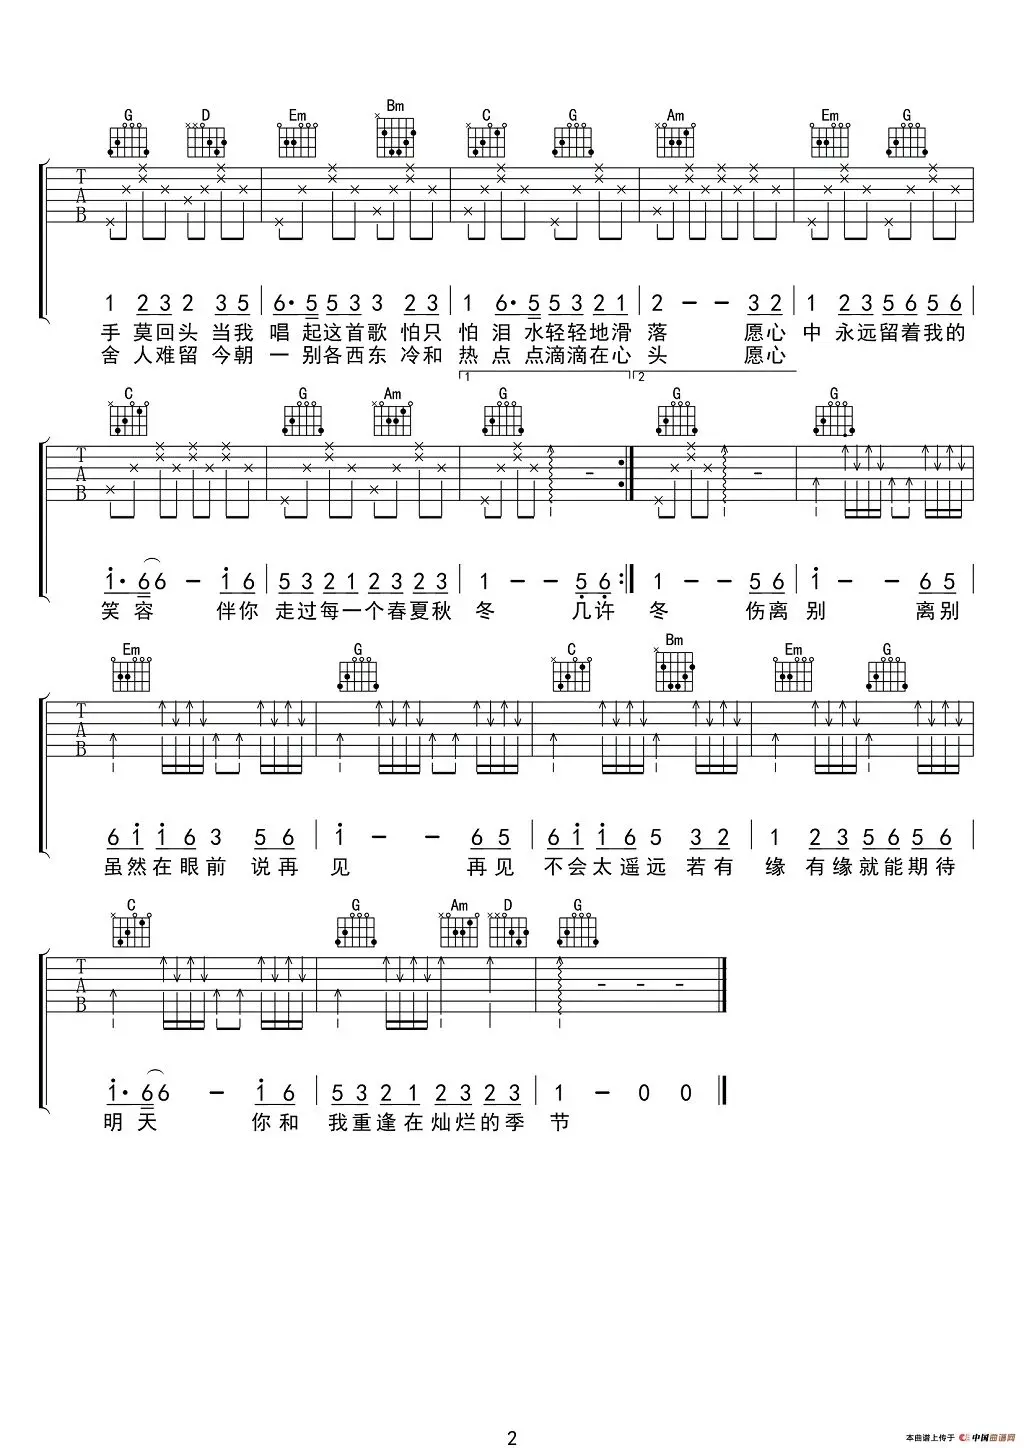 G D Em Bm C G Am Em G
T A B
1 2 3 2 3 5 | 6· 5 5 3 3 2 3 | 1 6· 5 5 3 2 1 | 2 – – 3 2 | 1 2 3 5 6 5 6 |
手 莫回头 当我 唱 起这首歌 怕只 怕 泪 水轻轻地滑 落 愿心 中 永远留着我的
舍 人难留 今朝 一 别各西东 冷和 热 点 点滴滴在心 头 愿心
1 2
C G Am G G G
T A B
1̇· 6 6 – 1̇ 6 | 5 3 2 1 2 3 2 3 | 1 – – 5̣ 6̣ :| 1 – – 5 6 | 1̇ – – 6 5 |
笑 容 伴你 走过每一个春夏秋 冬 几许 冬 伤离 别 离别
Em G C Bm Em G
T A B
6 1̇ 1̇ 6 3 5 6 | 1̇ – – 6 5 | 6 1̇ 1̇ 6 5 3 2 | 1 2 3 5 6 5 6 |
虽然在眼前 说再 见 再见 不会太遥远 若有 缘 有缘就能期待
C G Am D G
T A B
1̇· 6 6 – 1̇ 6 | 5 3 2 1 2 3 2 3 | 1 – 0 0 |
明 天 你和 我重逢在灿烂的季 节
2
本曲谱上传于 中国曲谱网